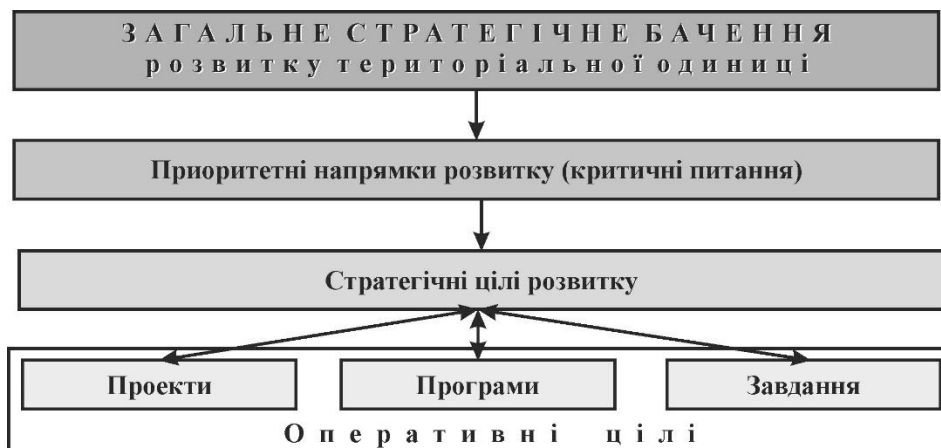 ЗАГАЛЬНЕ СТРАТЕГІЧНЕ БАЧЕННЯ
розвитку територіальної одиниці
Приоритетні напрямки розвитку (критичні питання)
Стратегічні цілі розвитку
Проекти
Програми
Завдання
Оперативні цілі